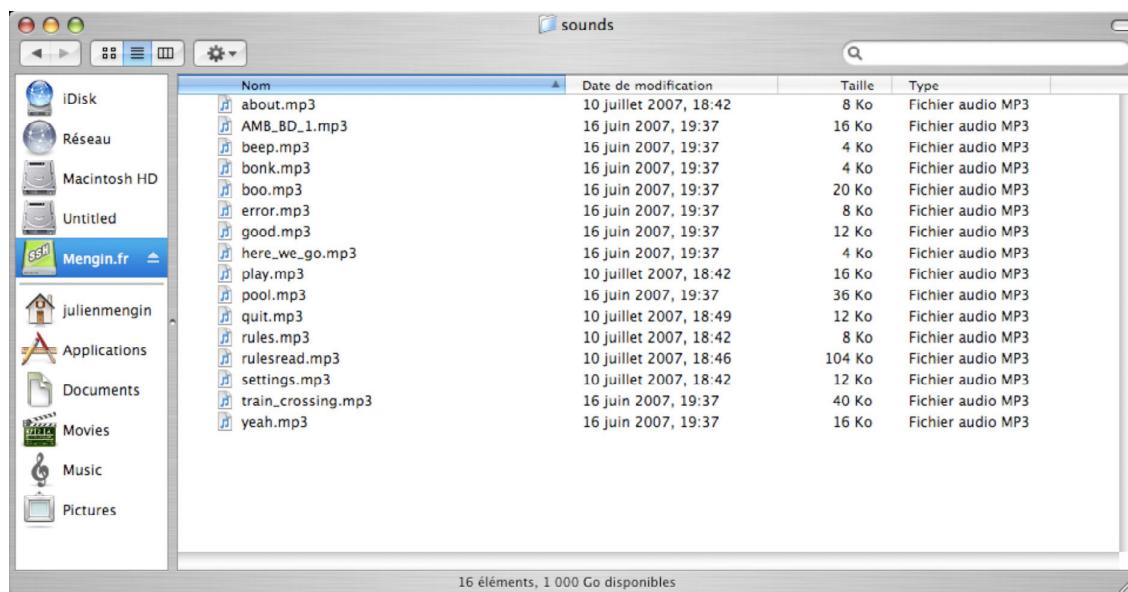 sounds
iDisk
Réseau
Macintosh HD
Untitled
SSH
Mengin.fr
julienmengin
Applications
Documents
Movies
Music
Pictures
Nom Date de modification Taille Type
about.mp3 10 juillet 2007, 18:42 8 Ko Fichier audio MP3
AMB_BD_1.mp3 16 juin 2007, 19:37 16 Ko Fichier audio MP3
beep.mp3 16 juin 2007, 19:37 4 Ko Fichier audio MP3
bonk.mp3 16 juin 2007, 19:37 4 Ko Fichier audio MP3
boo.mp3 16 juin 2007, 19:37 20 Ko Fichier audio MP3
error.mp3 16 juin 2007, 19:37 8 Ko Fichier audio MP3
good.mp3 16 juin 2007, 19:37 12 Ko Fichier audio MP3
here_we_go.mp3 16 juin 2007, 19:37 4 Ko Fichier audio MP3
play.mp3 10 juillet 2007, 18:42 16 Ko Fichier audio MP3
pool.mp3 16 juin 2007, 19:37 36 Ko Fichier audio MP3
quit.mp3 10 juillet 2007, 18:49 12 Ko Fichier audio MP3
rules.mp3 10 juillet 2007, 18:42 8 Ko Fichier audio MP3
rulesread.mp3 10 juillet 2007, 18:46 104 Ko Fichier audio MP3
settings.mp3 10 juillet 2007, 18:42 12 Ko Fichier audio MP3
train_crossing.mp3 16 juin 2007, 19:37 40 Ko Fichier audio MP3
yeah.mp3 16 juin 2007, 19:37 16 Ko Fichier audio MP3
16 éléments, 1 000 Go disponibles